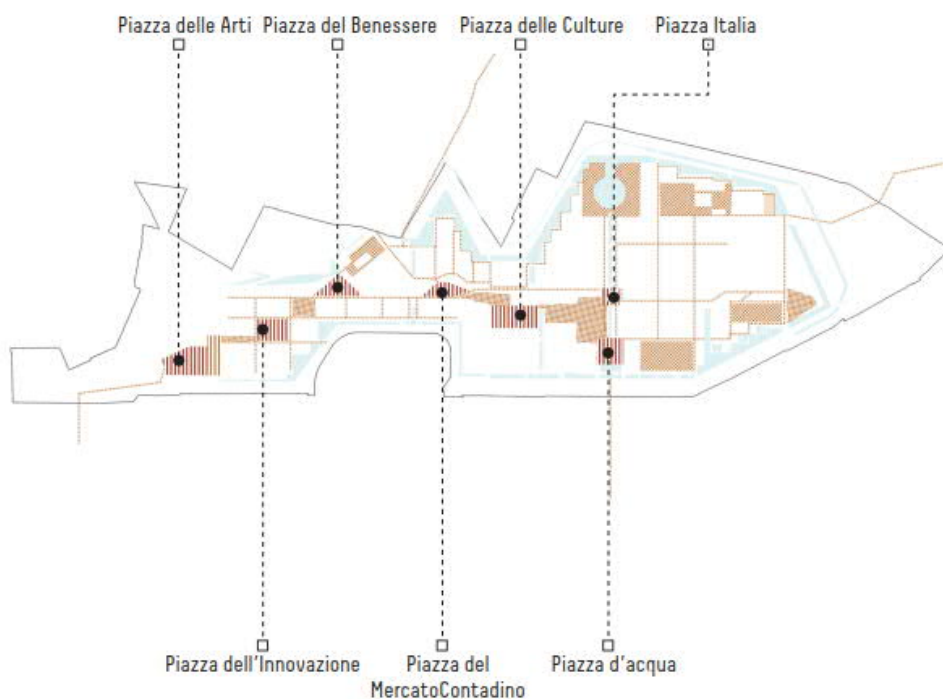 Piazza delle Arti
Piazza del Benessere
Piazza delle Culture
Piazza Italia
Piazza dell'Innovazione
Piazza del
MercatoContadino
Piazza d'acqua